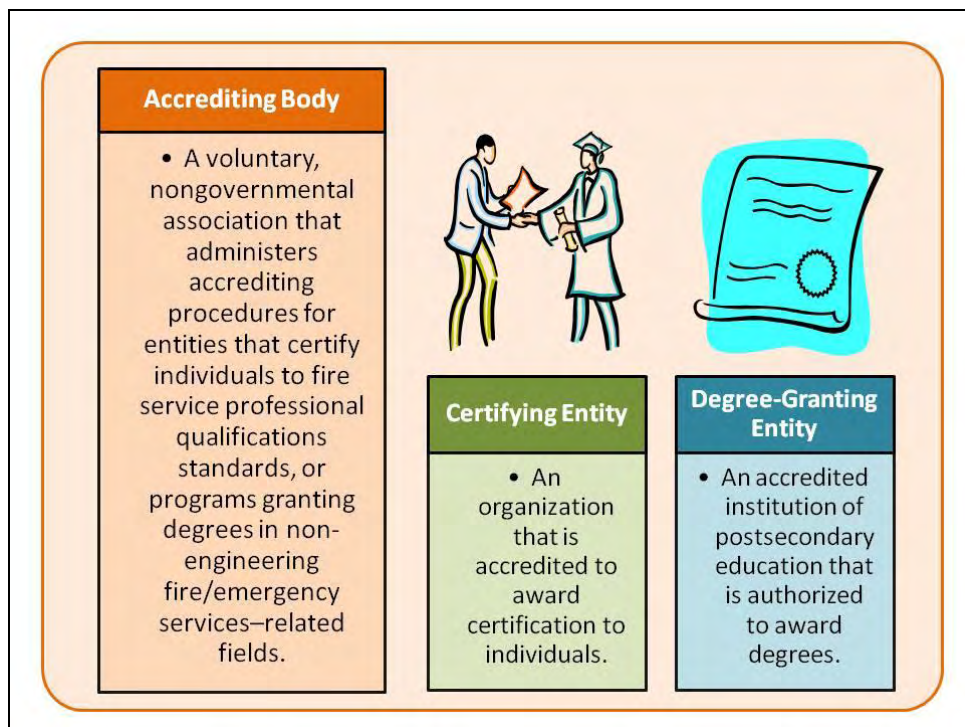 Accrediting Body
• A voluntary,
nongovernmental
association that
administers
accrediting
procedures for
entities that certify
individuals to fire
service professional
qualifications
standards, or
programs granting
degrees in non-
engineering
fire/emergency
services–related
fields.
Certifying Entity
• An
organization
that is
accredited to
award
certification to
individuals.
Degree-Granting
Entity
• An accredited
institution of
postsecondary
education that
is authorized
to award
degrees.